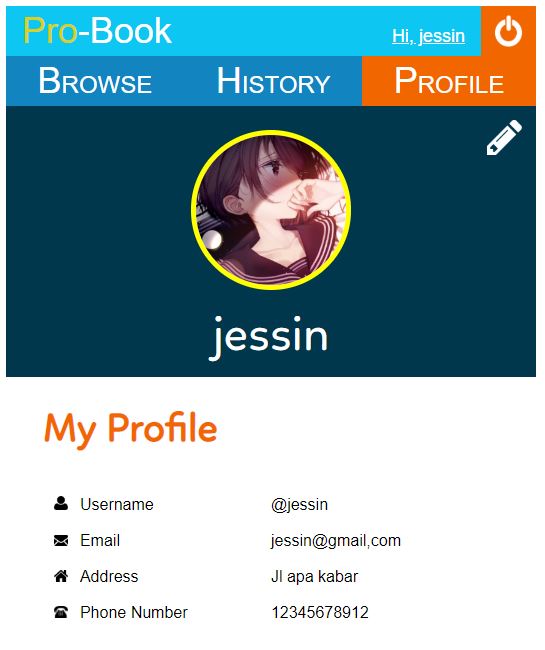 Pro-Book
Hi, jessin
Browse History Profile
jessin
My Profile
Username @jessin
Email jessin@gmail,com
Address Jl apa kabar
Phone Number 12345678912